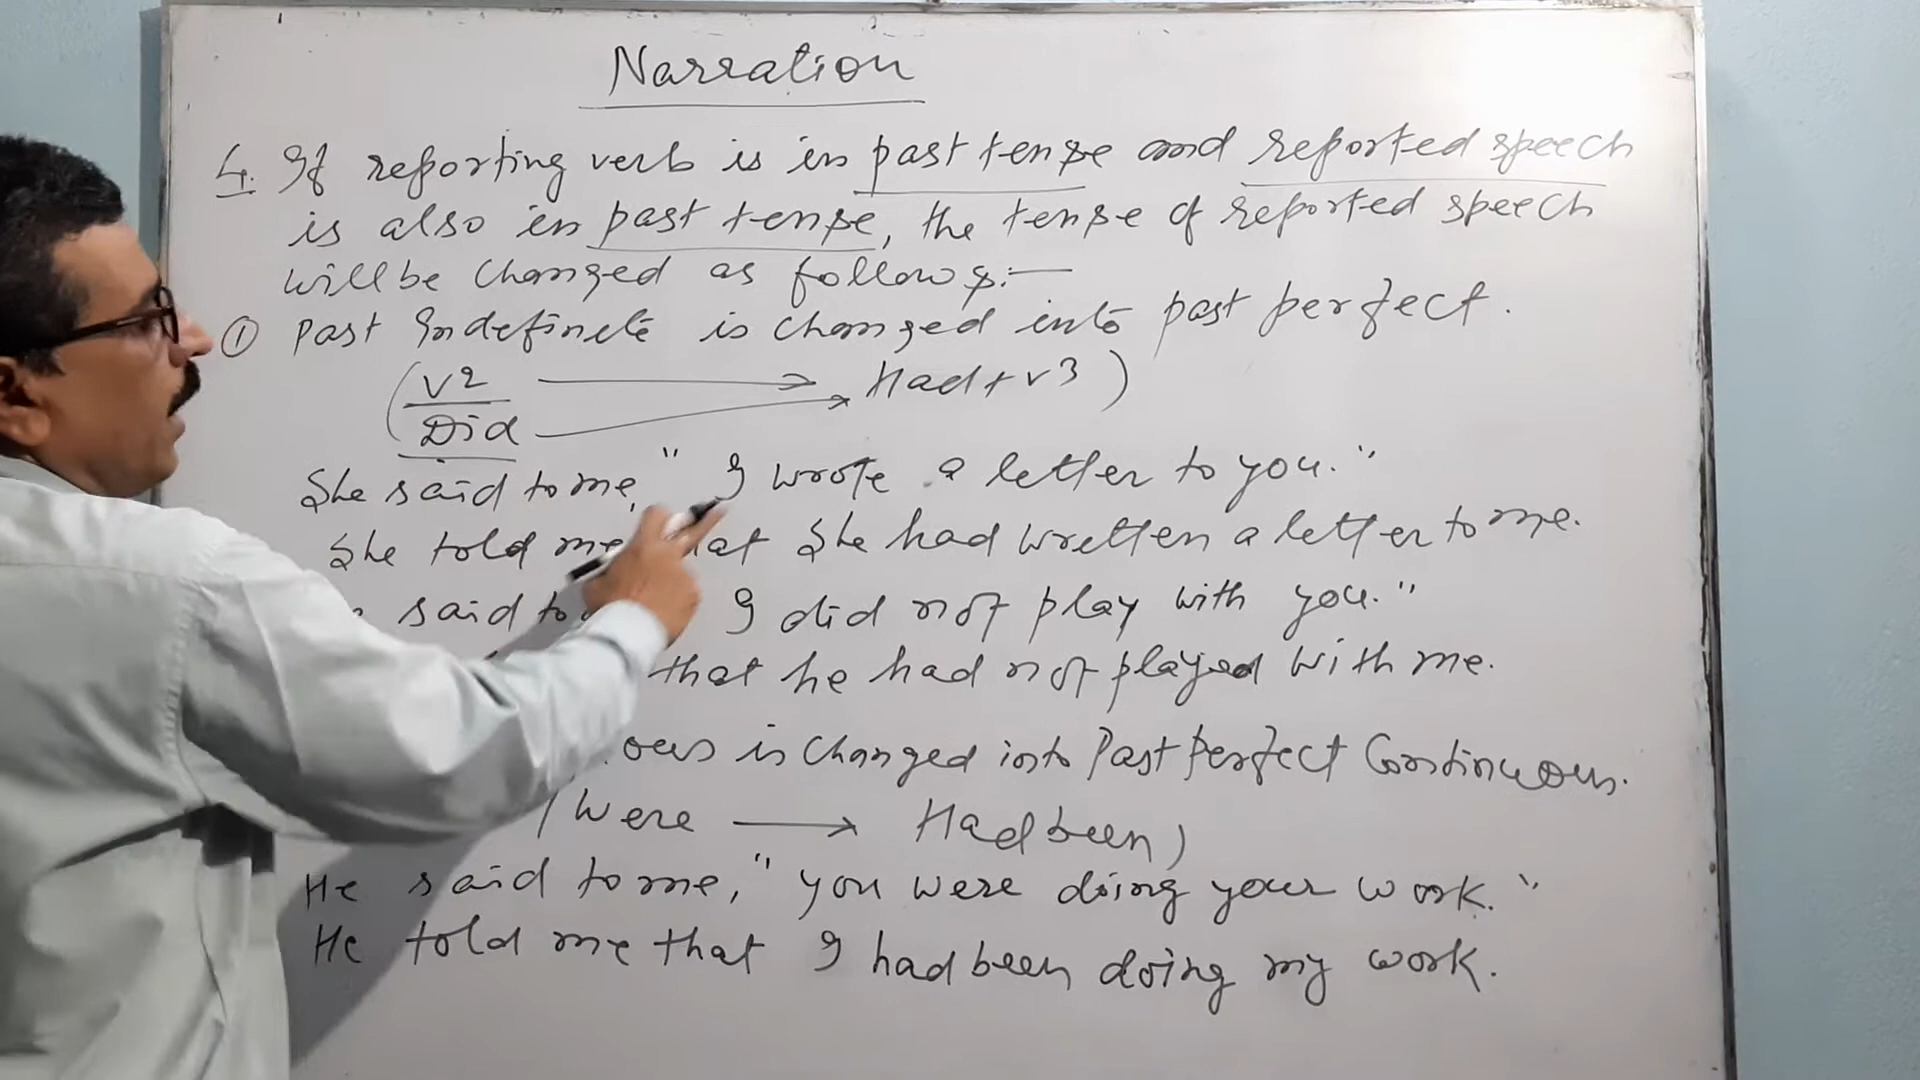 Narration
4. If reporting verb is in past tense and reported speech
is also in past tense, the tense of reported speech
will be changed as follows:—
① Past Indefinite is changed into past perfect.
(V2 → Had + V3)
Did
She said to me, "I wrote a letter to you."
She told me that She had written a letter to me.
said to I did not play with you."
that he had not played with me.
is changed into Past Perfect Continuous.
/ Were → Had been)
He said to me, "you were doing your work."
He told me that I had been doing my work.